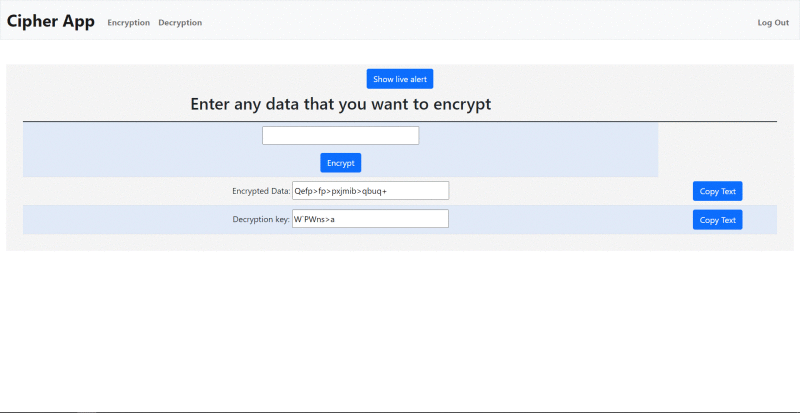 Cipher App Encryption Decryption Log Out
Show live alert
Enter any data that you want to encrypt
Encrypt
Encrypted Data: Qefp>fp>pxjmib>qbuq+ Copy Text
Decryption key: W`PWns>a Copy Text